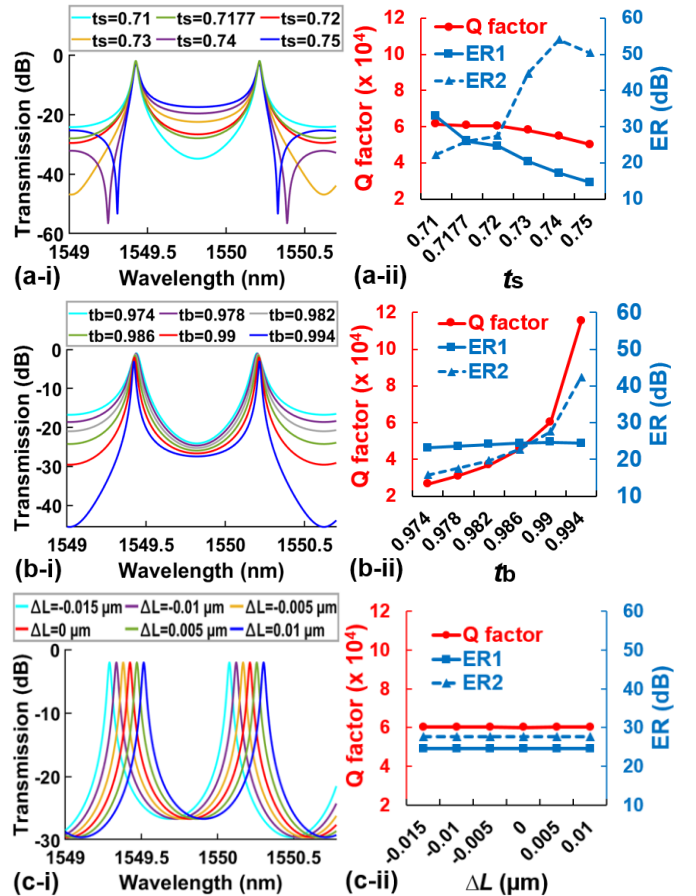 ts=0.71 ts=0.7177 ts=0.72
ts=0.73 ts=0.74 ts=0.75
Transmission (dB)
0
-20
-40
-60
1549 1549.5 1550 1550.5
Wavelength (nm)
(a-i)
Q factor
ER1
ER2
Q factor (x 10⁴)
12
10
8
6
4
2
ER (dB)
60
50
40
30
20
10
0.71 0.7177 0.72 0.73 0.74 0.75
(a-ii)
ts
tb=0.974 tb=0.978 tb=0.982
tb=0.986 tb=0.99 tb=0.994
Transmission (dB)
0
-10
-20
-30
-40
1549 1549.5 1550 1550.5
Wavelength (nm)
(b-i)
Q factor
ER1
ER2
Q factor (x 10⁴)
12
10
8
6
4
2
ER (dB)
60
50
40
30
20
10
0.974 0.978 0.982 0.986 0.99 0.994
(b-ii)
tb
ΔL=-0.015 μm ΔL=-0.01 μm ΔL=-0.005 μm
ΔL=0 μm ΔL=0.005 μm ΔL=0.01 μm
Transmission (dB)
0
-10
-20
-30
1549 1549.5 1550 1550.5
Wavelength (nm)
(c-i)
Q factor
ER1
ER2
Q factor (x 10⁴)
12
10
8
6
4
2
ER (dB)
60
50
40
30
20
10
-0.015 -0.01 -0.005 0 0.005 0.01
(c-ii)
ΔL (μm)